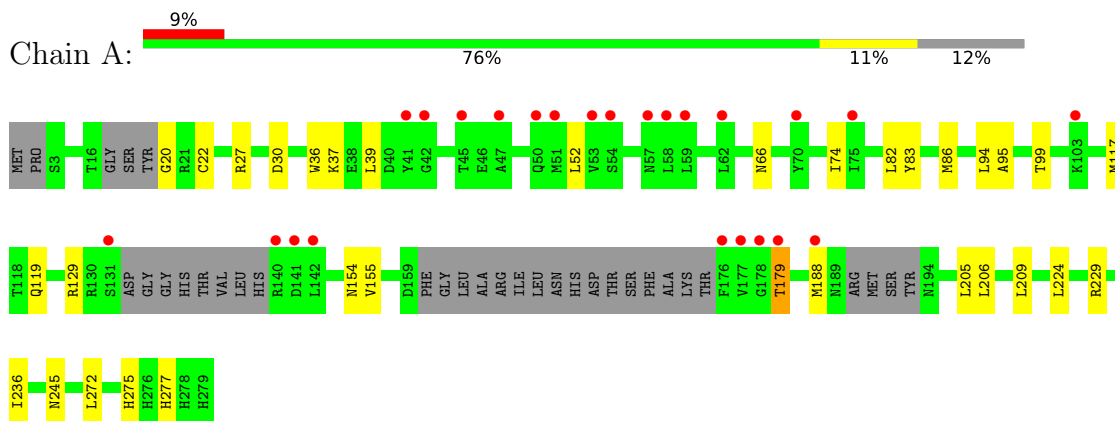 9%
Chain A:
76% 11% 12%
MET PRO S3 T16 GLY SER TYR G20 R21 C22 R27 D30 W36 K37 E38 L39 D40 Y41 G42 T45 E46 A47 Q50 M51 L52 V53 S54 N57 L58 L59 L62 N66 Y70 I74 I75 L82 Y83 M86 L94 A95 T99 K103 M117
T118 Q119 R129 R130 S131 ASP GLY GLY HIS THR VAL LEU HIS R140 D141 L142 N154 V155 D159 PHE GLY LEU ALA ARG ILE LEU ASN HIS ASP THR SER PHE ALA LYS THR F176 V177 G178 T179 M188 N189 ARG MET SER TYR N194 L205 L206 L209 L224 R229
I236 N245 L272 H275 H276 H277 H278 H279